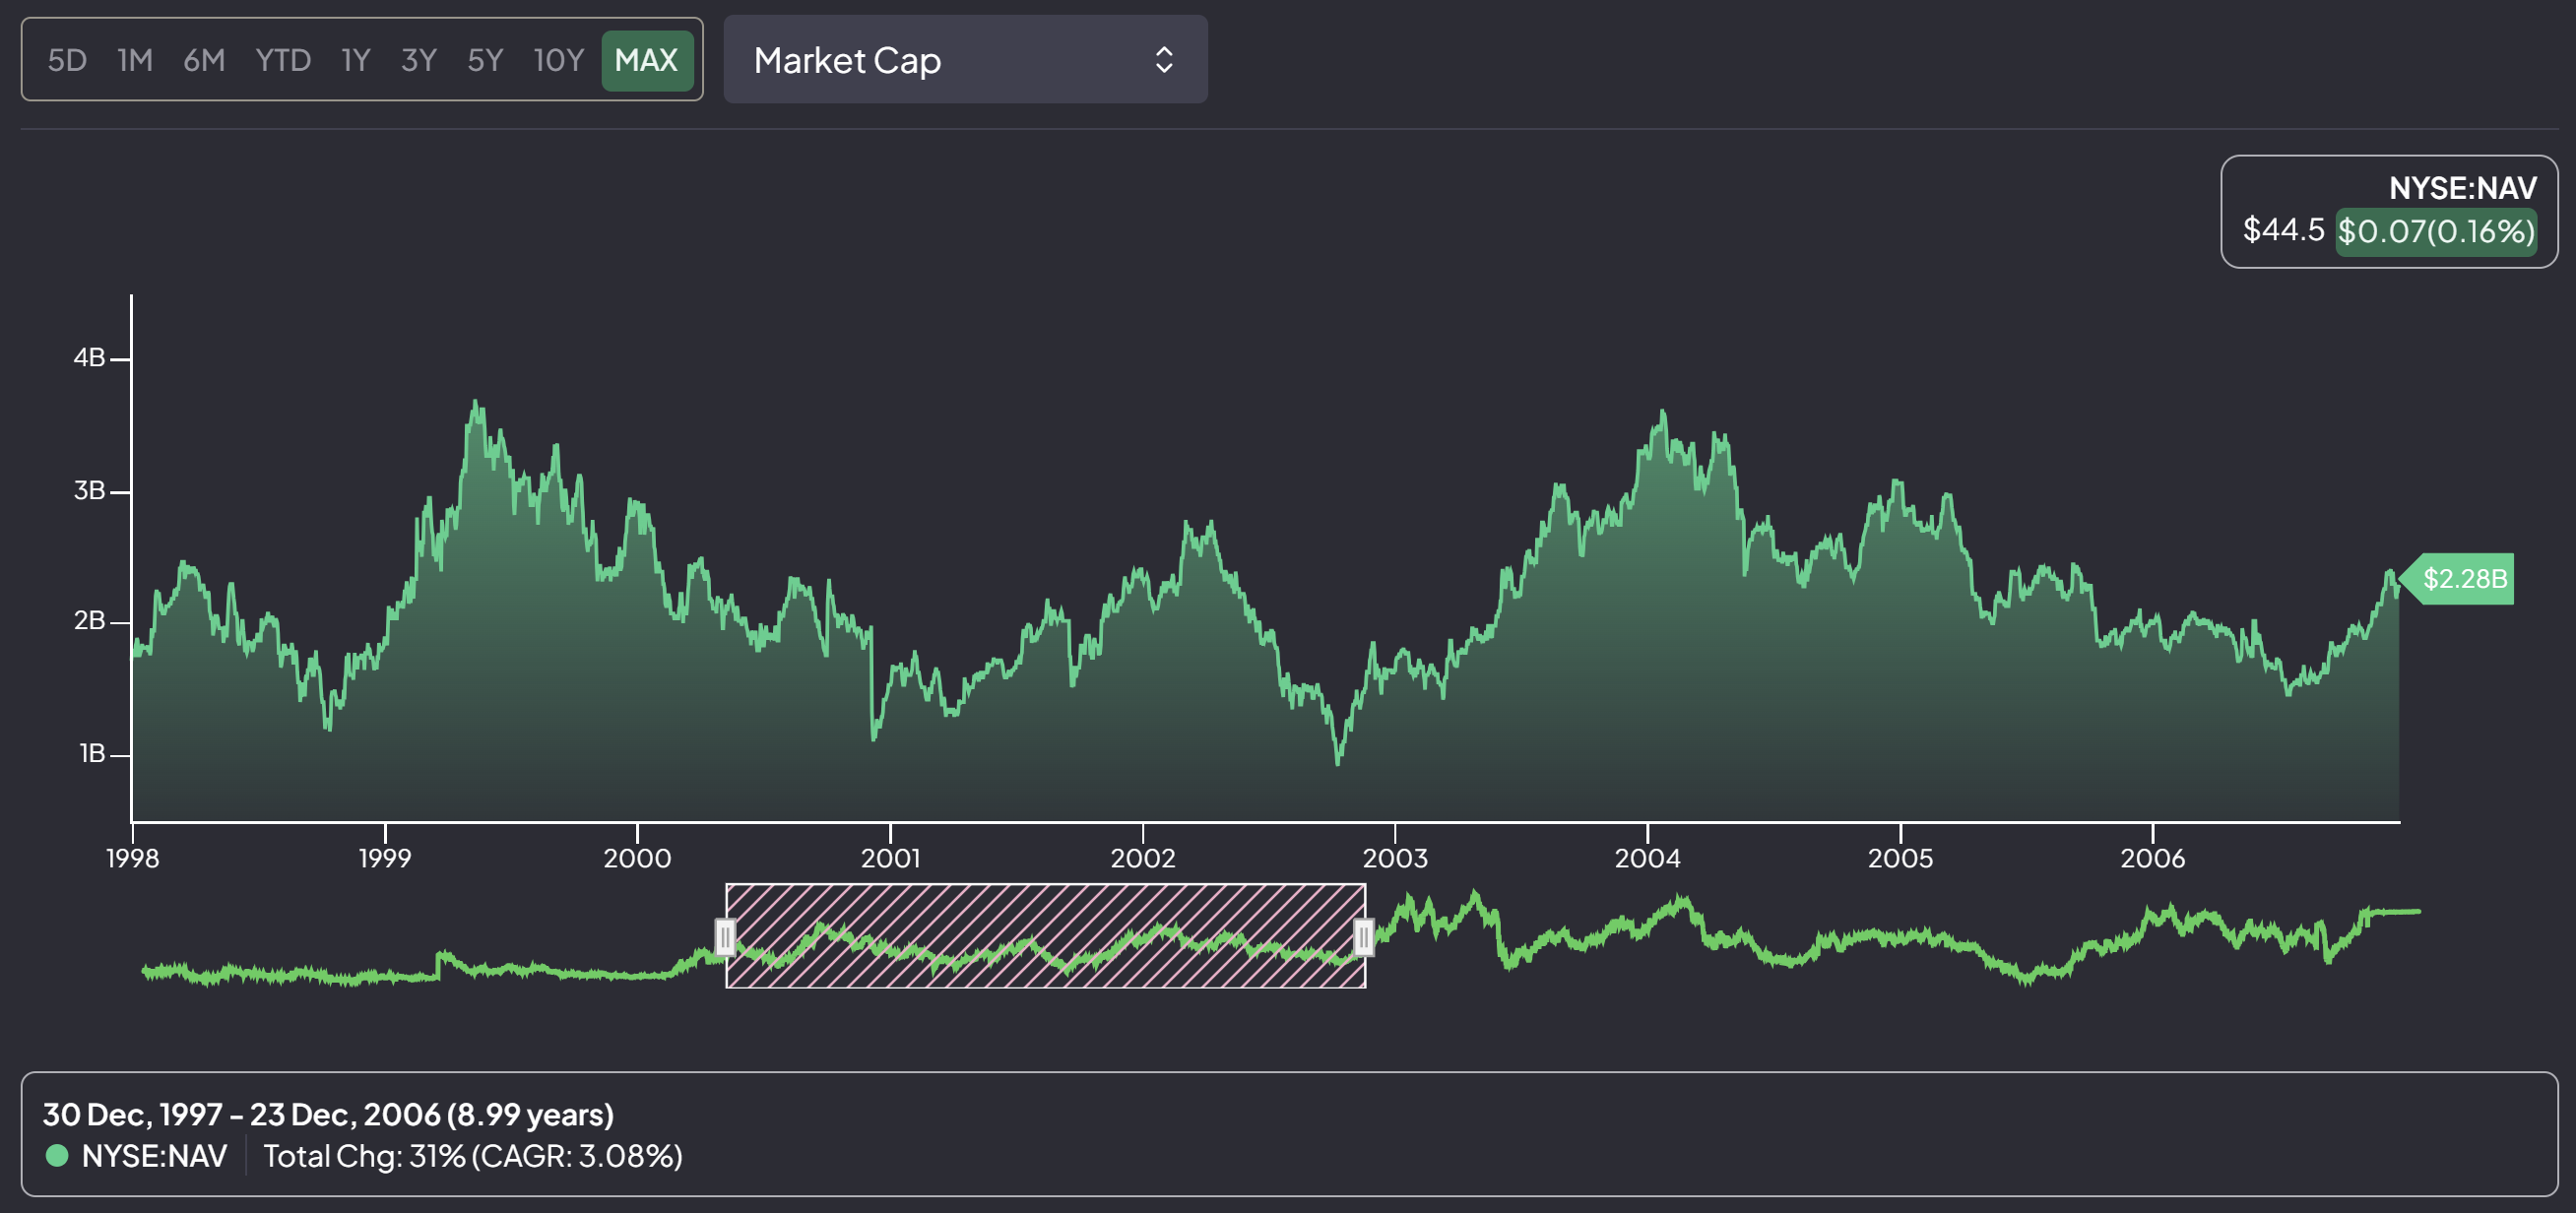 5D 1M 6M YTD 1Y 3Y 5Y 10Y MAX Market Cap
NYSE:NAV
$44.5 $0.07(0.16%)
4B
3B
2B
1B
$2.28B
1998 1999 2000 2001 2002 2003 2004 2005 2006
30 Dec, 1997 - 23 Dec, 2006 (8.99 years)
NYSE:NAV Total Chg: 31% (CAGR: 3.08%)